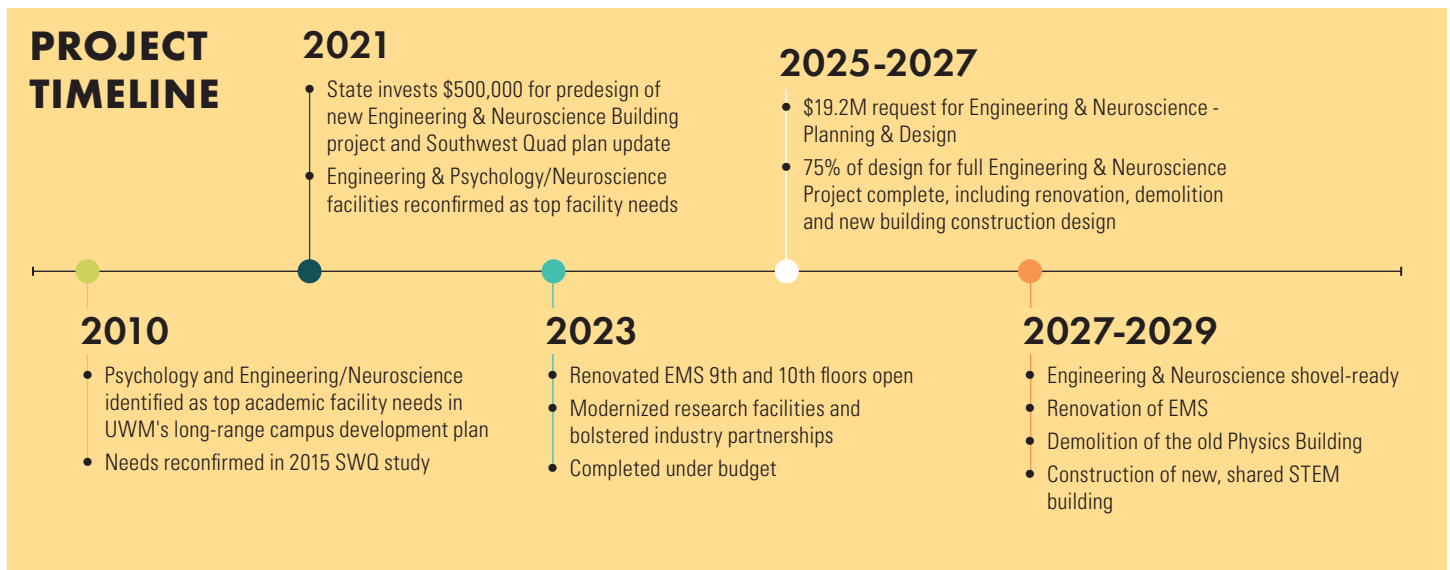 PROJECT
TIMELINE
2021
• State invests $500,000 for predesign of
new Engineering & Neuroscience Building
project and Southwest Quad plan update
• Engineering & Psychology/Neuroscience
facilities reconfirmed as top facility needs
2025-2027
• $19.2M request for Engineering & Neuroscience -
Planning & Design
• 75% of design for full Engineering & Neuroscience
Project complete, including renovation, demolition
and new building construction design
2010
• Psychology and Engineering/Neuroscience
identified as top academic facility needs in
UWM's long-range campus development plan
• Needs reconfirmed in 2015 SWQ study
2023
• Renovated EMS 9th and 10th floors open
• Modernized research facilities and
bolstered industry partnerships
• Completed under budget
2027-2029
• Engineering & Neuroscience shovel-ready
• Renovation of EMS
• Demolition of the old Physics Building
• Construction of new, shared STEM
building